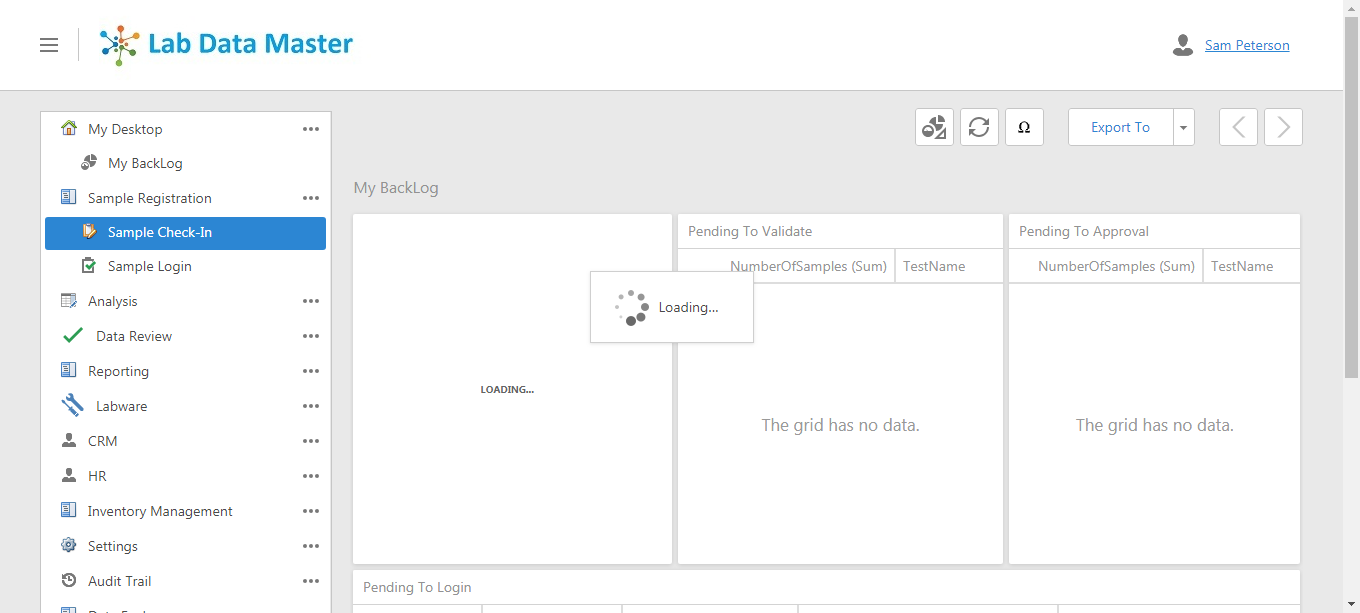 Lab Data Master
Sam Peterson
My Desktop
My BackLog
Sample Registration
Sample Check-In
Sample Login
Analysis
Data Review
Reporting
Labware
CRM
HR
Inventory Management
Settings
Audit Trail
Ω
Export To
My BackLog
LOADING...
Pending To Validate
NumberOfSamples (Sum) TestName
The grid has no data.
Pending To Approval
NumberOfSamples (Sum) TestName
The grid has no data.
Loading...
Pending To Login